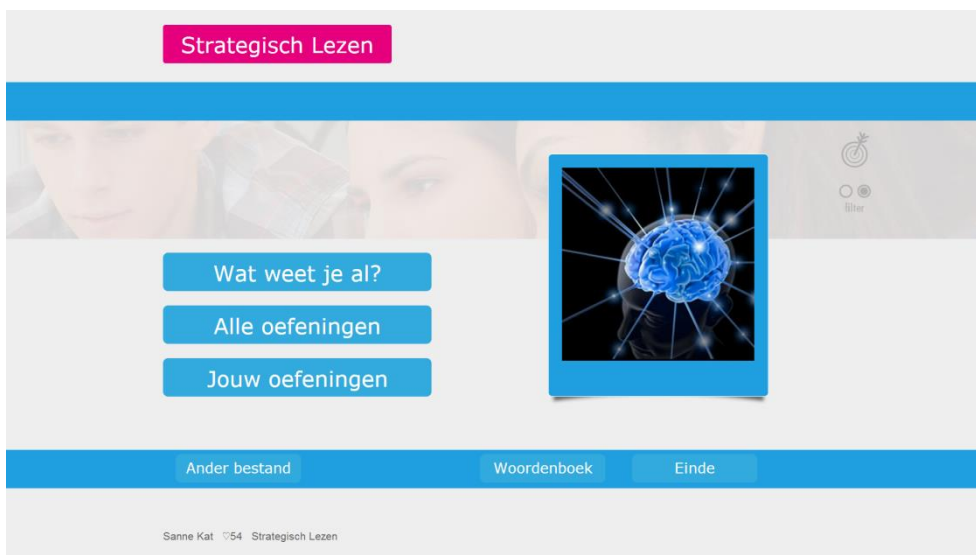 Strategisch Lezen
filter
Wat weet je al?
Alle oefeningen
Jouw oefeningen
Ander bestand Woordenboek Einde
Sanne Kat ♡54 Strategisch Lezen